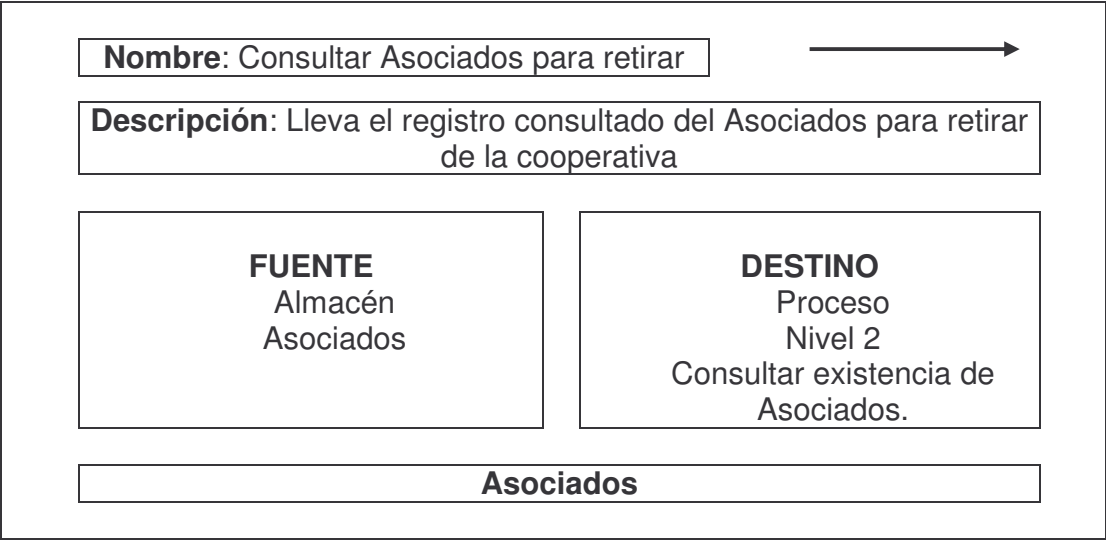 Nombre: Consultar Asociados para retirar
Descripción: Lleva el registro consultado del Asociados para retirar
de la cooperativa
FUENTE
Almacén
Asociados
DESTINO
Proceso
Nivel 2
Consultar existencia de
Asociados.
Asociados